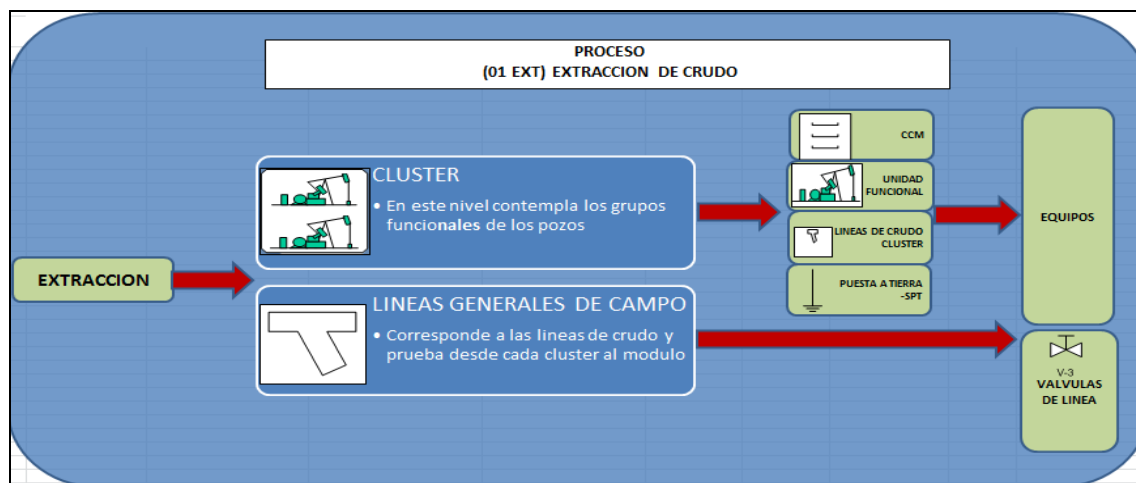 PROCESO
(01 EXT) EXTRACCION DE CRUDO
EXTRACCION
CLUSTER
• En este nivel contempla los grupos
funcionales de los pozos
LINEAS GENERALES DE CAMPO
• Corresponde a las lineas de crudo y
prueba desde cada cluster al modulo
CCM
UNIDAD
FUNCIONAL
LINEAS DE CRUDO
CLUSTER
PUESTA A TIERRA
-SPT
EQUIPOS
V-3
VALVULAS
DE LINEA